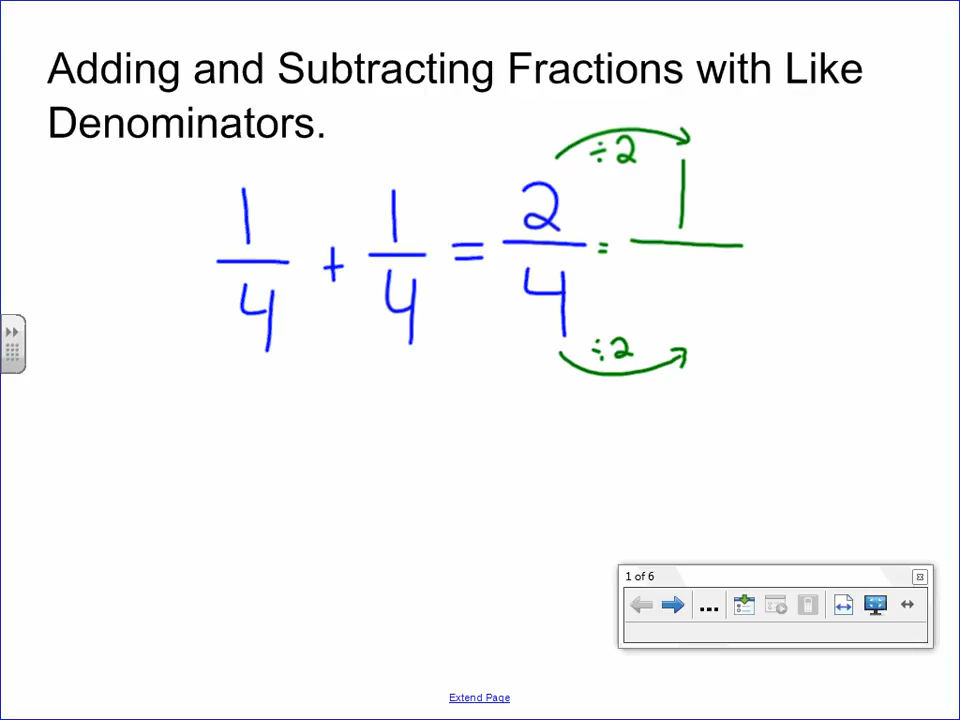 Adding and Subtracting Fractions with Like
Denominators.
÷2
1/4 + 1/4 = 2/4 = 1/
÷2
1 of 6
...
Extend Page